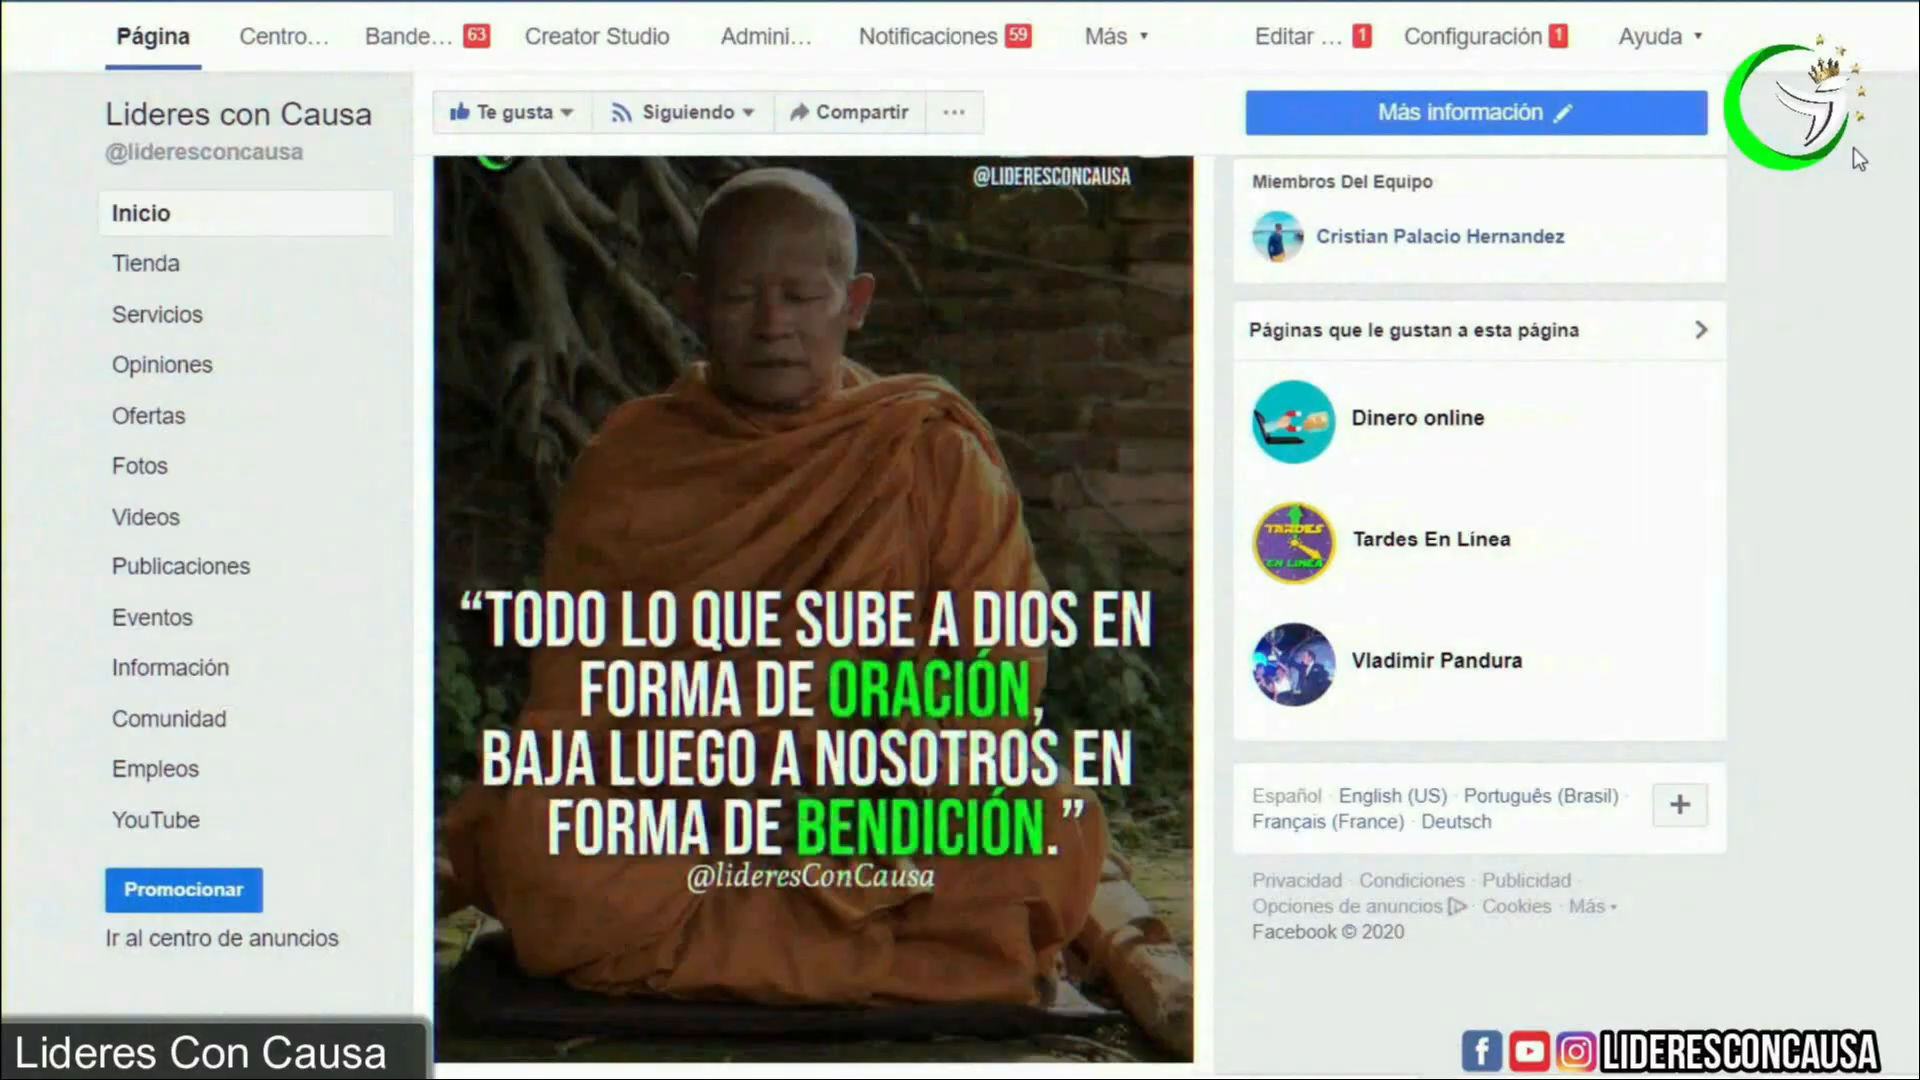 Página Centro... Bande... 63 Creator Studio Admini... Notificaciones 59 Más Editar ... 1 Configuración 1 Ayuda
Lideres con Causa
@lideresconcausa
Inicio
Tienda
Servicios
Opiniones
Ofertas
Fotos
Videos
Publicaciones
Eventos
Información
Comunidad
Empleos
YouTube
Promocionar
Ir al centro de anuncios
Te gusta Siguiendo Compartir ...
@LIDERESCONCAUSA
“TODO LO QUE SUBE A DIOS EN
FORMA DE ORACIÓN,
BAJA LUEGO A NOSOTROS EN
FORMA DE BENDICIÓN.”
@lideresConCausa
Más información
Miembros Del Equipo
Cristian Palacio Hernandez
Páginas que le gustan a esta página
Dinero online
TARDES
EN LINEA
Tardes En Línea
Vladimir Pandura
Español · English (US) · Português (Brasil) ·
Français (France) · Deutsch
Privacidad · Condiciones · Publicidad ·
Opciones de anuncios · Cookies · Más
Facebook © 2020
Lideres Con Causa
LIDERESCONCAUSA